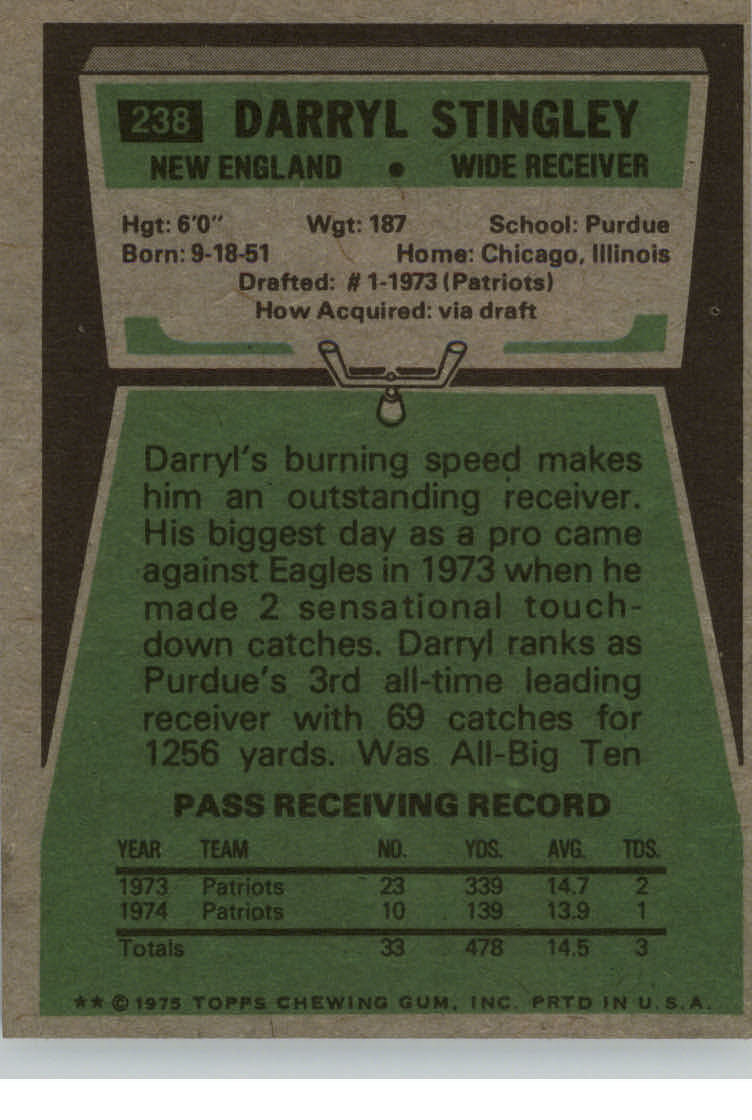 238 DARRYL STINGLEY
NEW ENGLAND • WIDE RECEIVER
Hgt: 6'0" Wgt: 187 School: Purdue
Born: 9-18-51 Home: Chicago, Illinois
Drafted: #1-1973 (Patriots)
How Acquired: via draft
Darryl's burning speed makes
him an outstanding receiver.
His biggest day as a pro came
against Eagles in 1973 when he
made 2 sensational touch-
down catches. Darryl ranks as
Purdue's 3rd all-time leading
receiver with 69 catches for
1256 yards. Was All-Big Ten
PASS RECEIVING RECORD
YEAR TEAM NO. YDS. AVG. TDS.
1973 Patriots 23 339 14.7 2
1974 Patriots 10 139 13.9 1
Totals 33 478 14.5 3
** © 1975 TOPPS CHEWING GUM, INC. PRTD IN U.S.A.